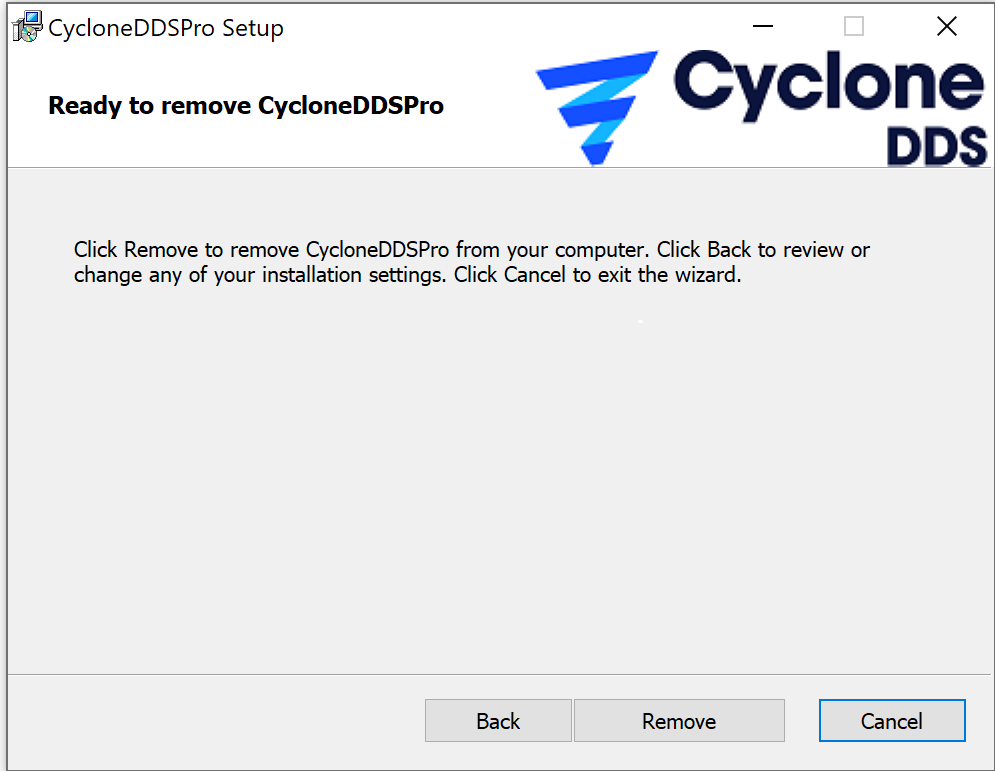 CycloneDDSPro Setup
Ready to remove CycloneDDSPro
Cyclone
DDS
Click Remove to remove CycloneDDSPro from your computer. Click Back to review or
change any of your installation settings. Click Cancel to exit the wizard.
Back
Remove
Cancel